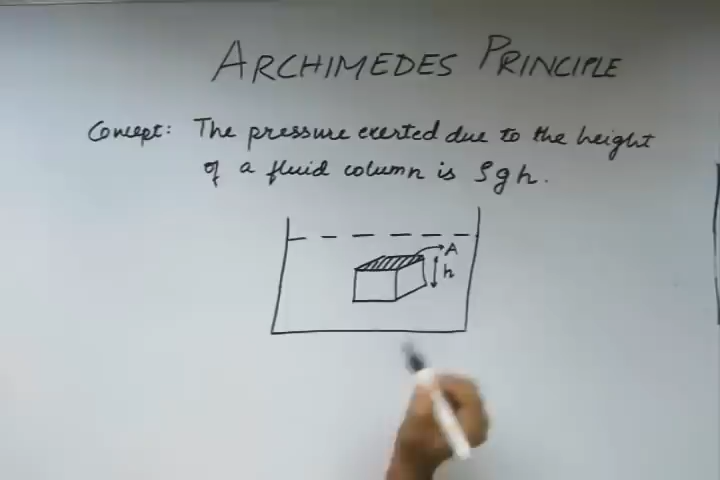 ARCHIMEDES PRINCIPLE
Concept: The pressure exerted due to the height
of a fluid column is ρgh.
A
h